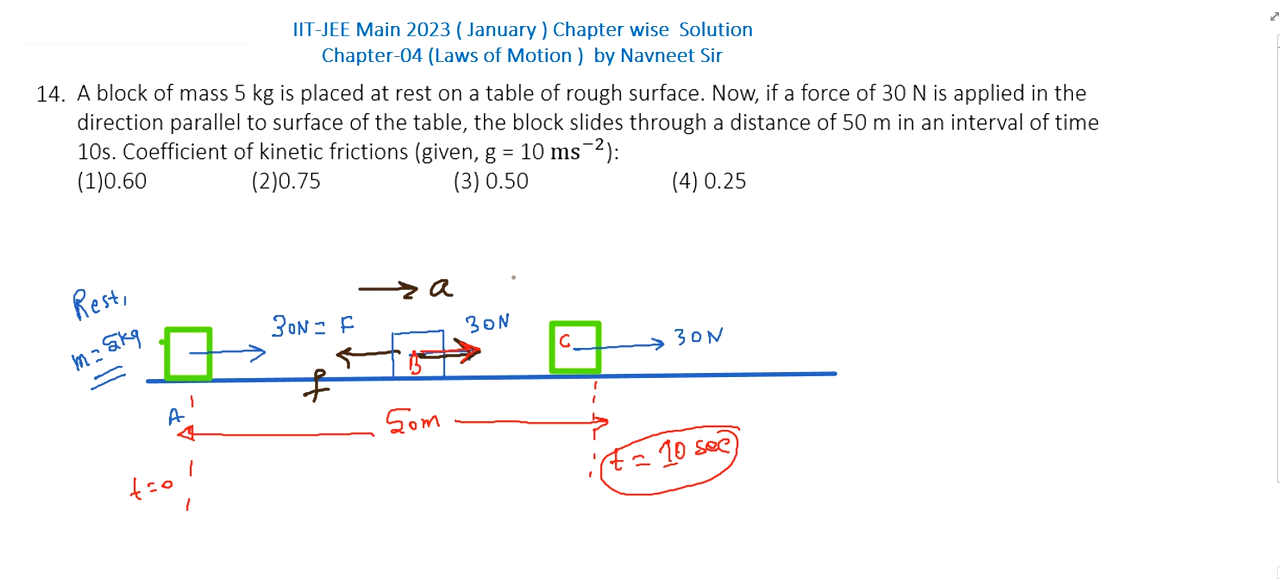 IIT-JEE Main 2023 ( January ) Chapter wise Solution
Chapter-04 (Laws of Motion ) by Navneet Sir
14. A block of mass 5 kg is placed at rest on a table of rough surface. Now, if a force of 30 N is applied in the
direction parallel to surface of the table, the block slides through a distance of 50 m in an interval of time
10s. Coefficient of kinetic frictions (given, g = 10 ms⁻²):
(1)0.60 (2)0.75 (3) 0.50 (4) 0.25
a
Rest,
m=5kg
30N = F
30N
B
C
30N
f
A
50m
t = 10 sec
t=0